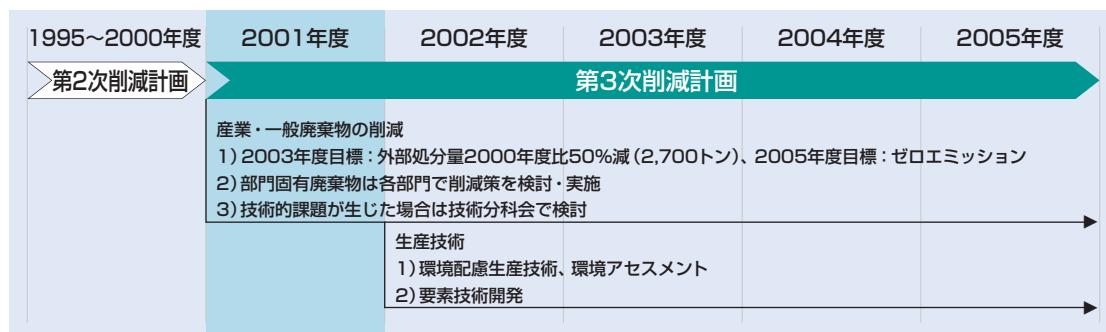 1995～2000年度 2001年度 2002年度 2003年度 2004年度 2005年度
第2次削減計画 第3次削減計画
産業・一般廃棄物の削減
1）2003年度目標：外部処分量2000年度比50%減（2,700トン）、2005年度目標：ゼロエミッション
2）部門固有廃棄物は各部門で削減策を検討・実施
3）技術的課題が生じた場合は技術分科会で検討
生産技術
1）環境配慮生産技術、環境アセスメント
2）要素技術開発